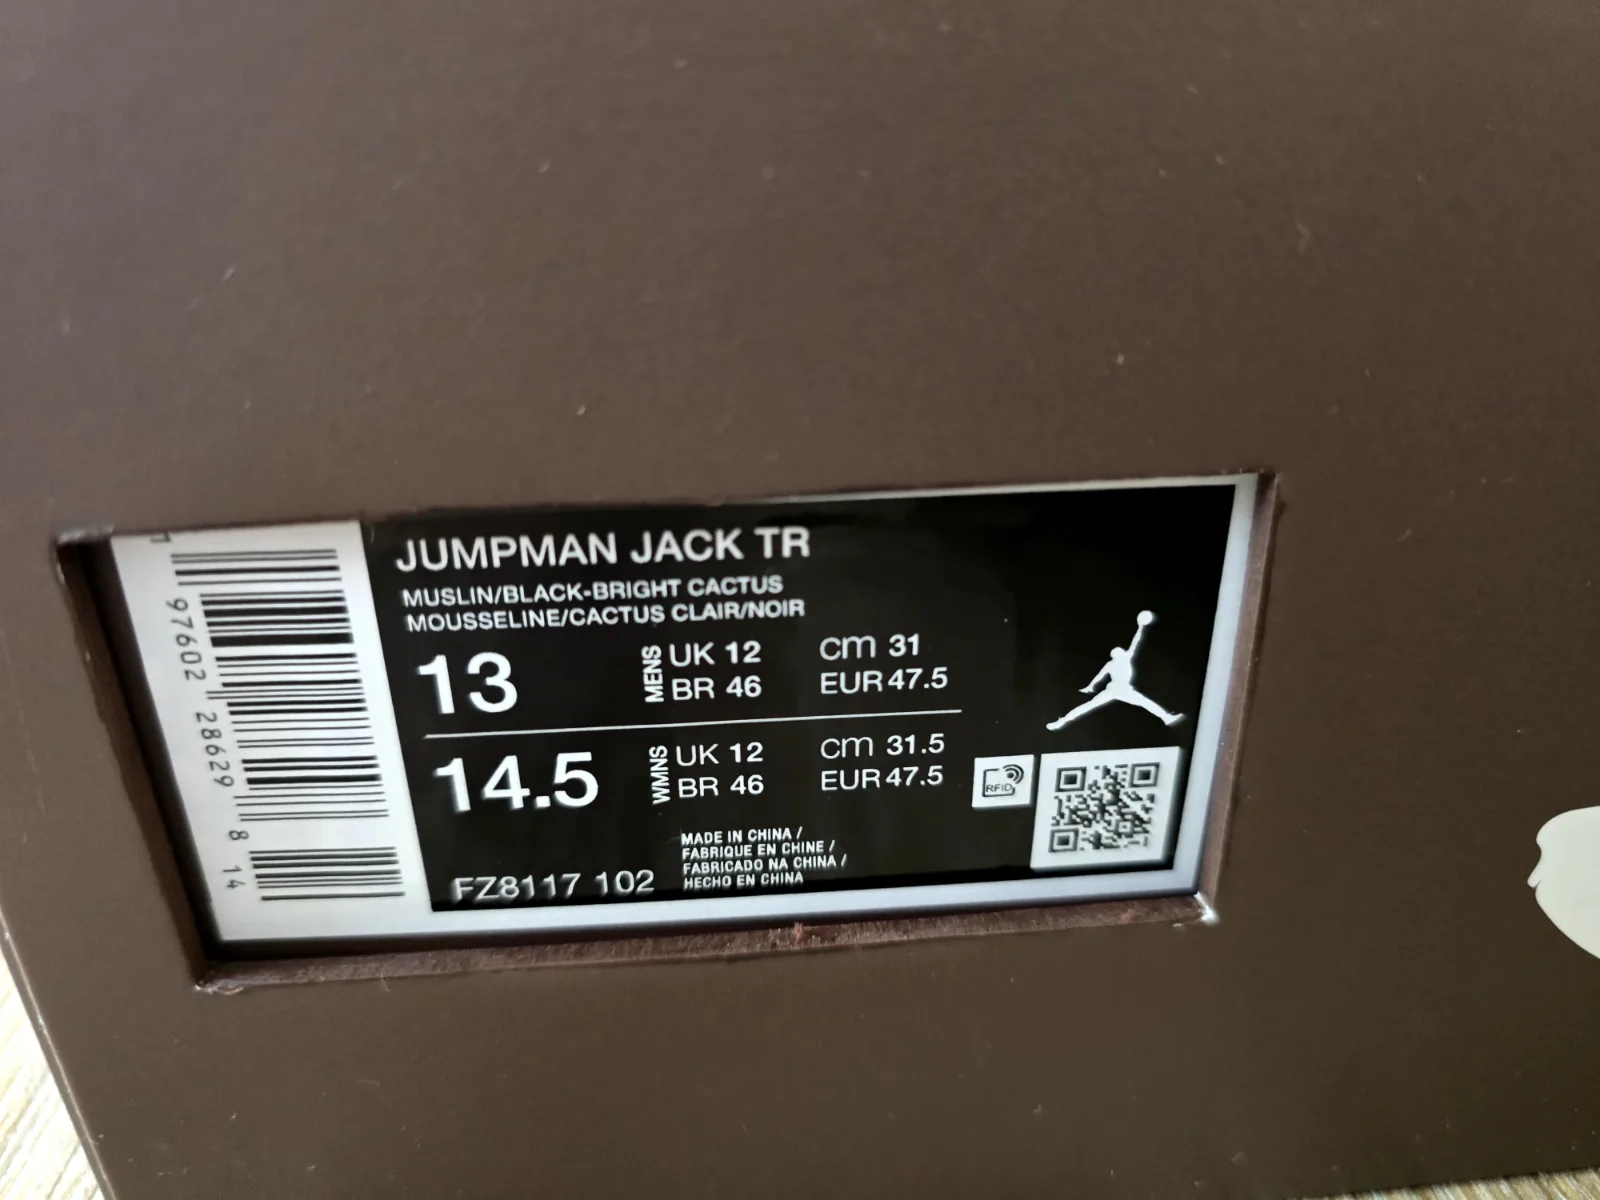 JUMPMAN JACK TR
MUSLIN/BLACK-BRIGHT CACTUS
MOUSSELINE/CACTUS CLAIR/NOIR
13 MENS UK 12 cm 31
BR 46 EUR 47.5
14.5 WMNS UK 12 cm 31.5
BR 46 EUR 47.5
RFID
MADE IN CHINA /
FABRIQUE EN CHINE /
FABRICADO NA CHINA /
HECHO EN CHINA
FZ8117 102
1 97602 28629 8 14